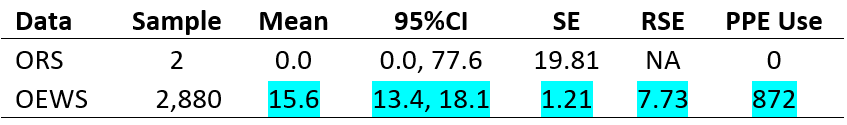 Data Sample Mean 95%CI SE RSE PPE Use
ORS 2 0.0 0.0, 77.6 19.81 NA 0
OEWS 2,880 15.6 13.4, 18.1 1.21 7.73 872